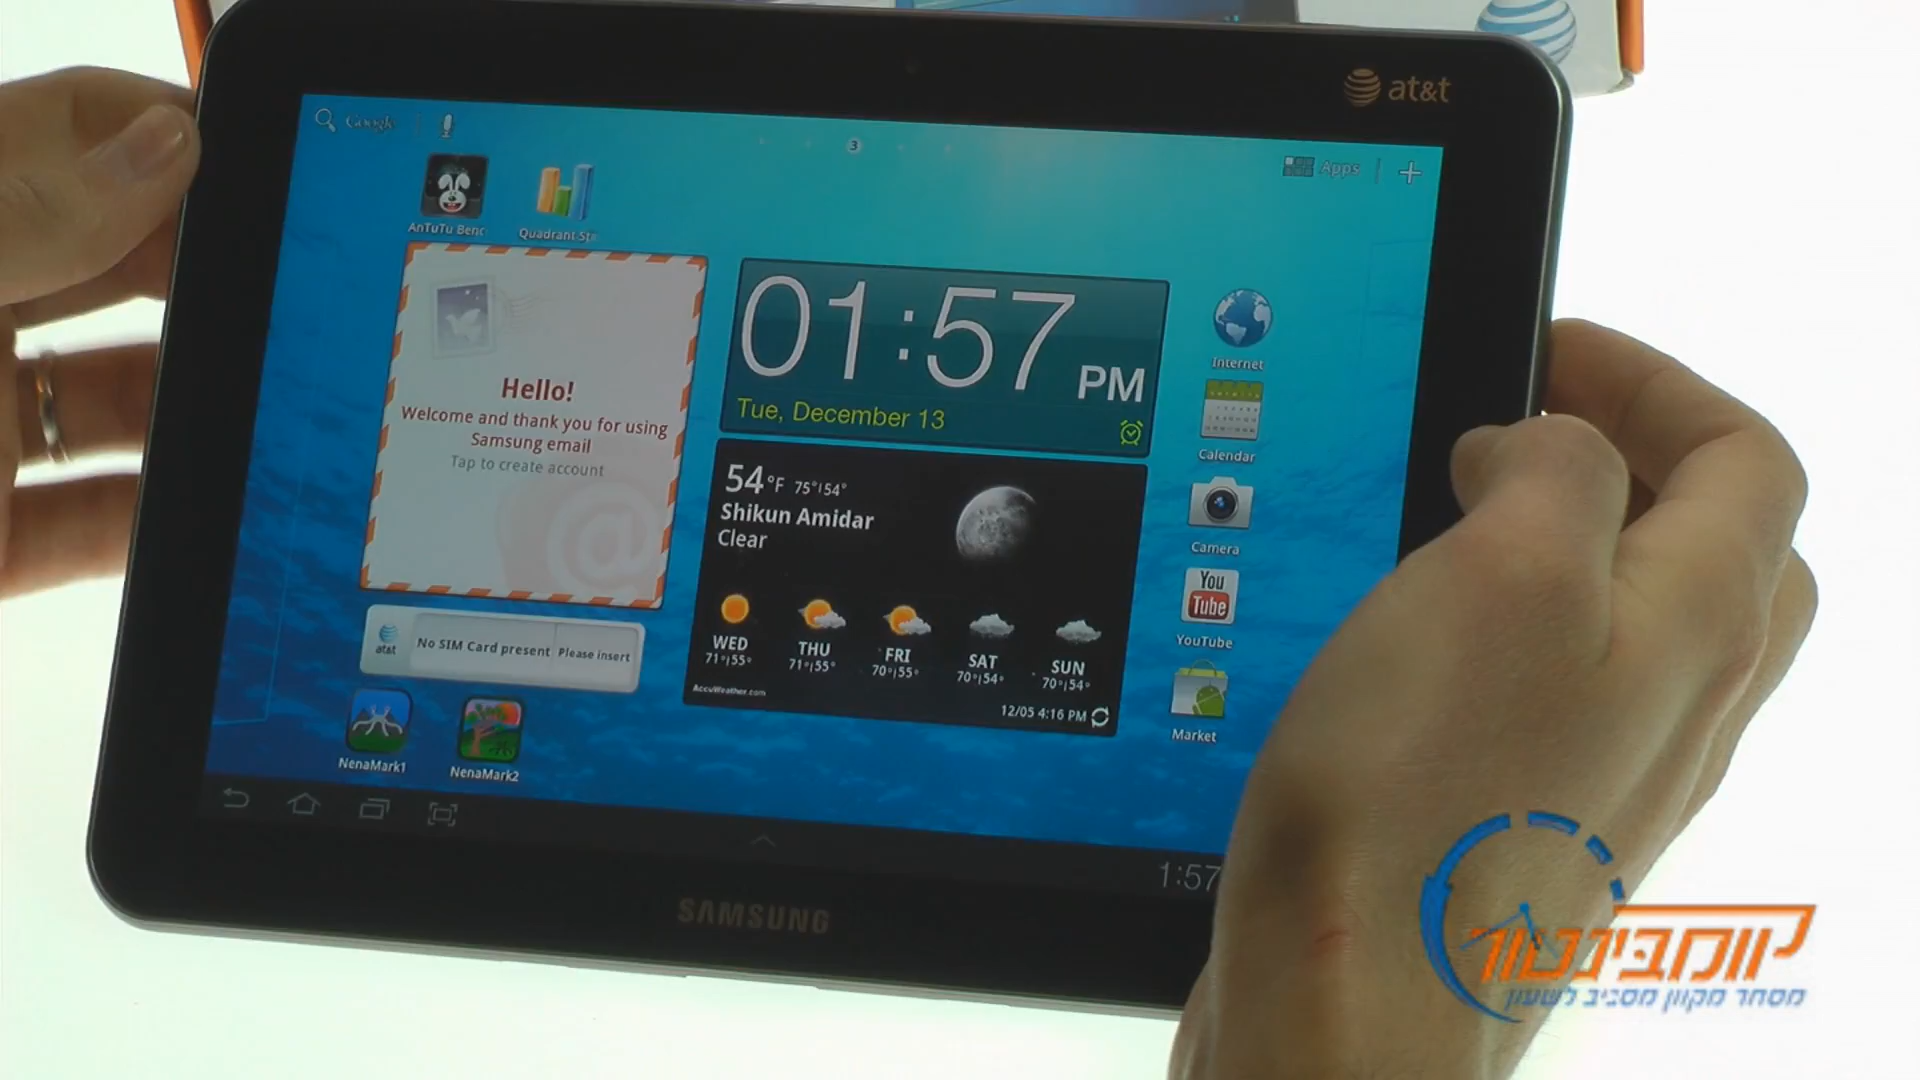 at&t
Google
3
Apps
AnTuTu Benc
Quadrant St
Hello!
Welcome and thank you for using
Samsung email
Tap to create account
01:57 PM
Tue, December 13
54°F 75°|54°
Shikun Amidar
Clear
WED
71°|55°
THU
71°|55°
FRI
70°|55°
SAT
70°|54°
SUN
70°|54°
AccuWeather.com
12/05 4:16 PM
Internet
Calendar
Camera
You
Tube
YouTube
Market
at&t
No SIM Card present
Please insert
NenaMark1
NenaMark2
1:57
SAMSUNG
מסחר מקוון מסביב לשעון